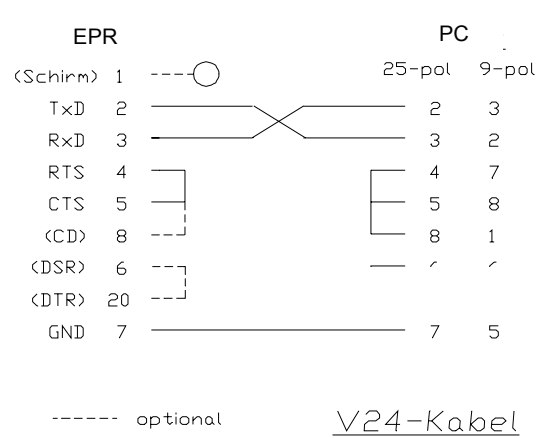 EPR PC
25-pol 9-pol
(Schirm) 1
TxD 2 2 3
RxD 3 3 2
RTS 4 4 7
CTS 5 5 8
(CD) 8 8 1
(DSR) 6
(DTR) 20
GND 7 7 5
optional
V24-Kabel